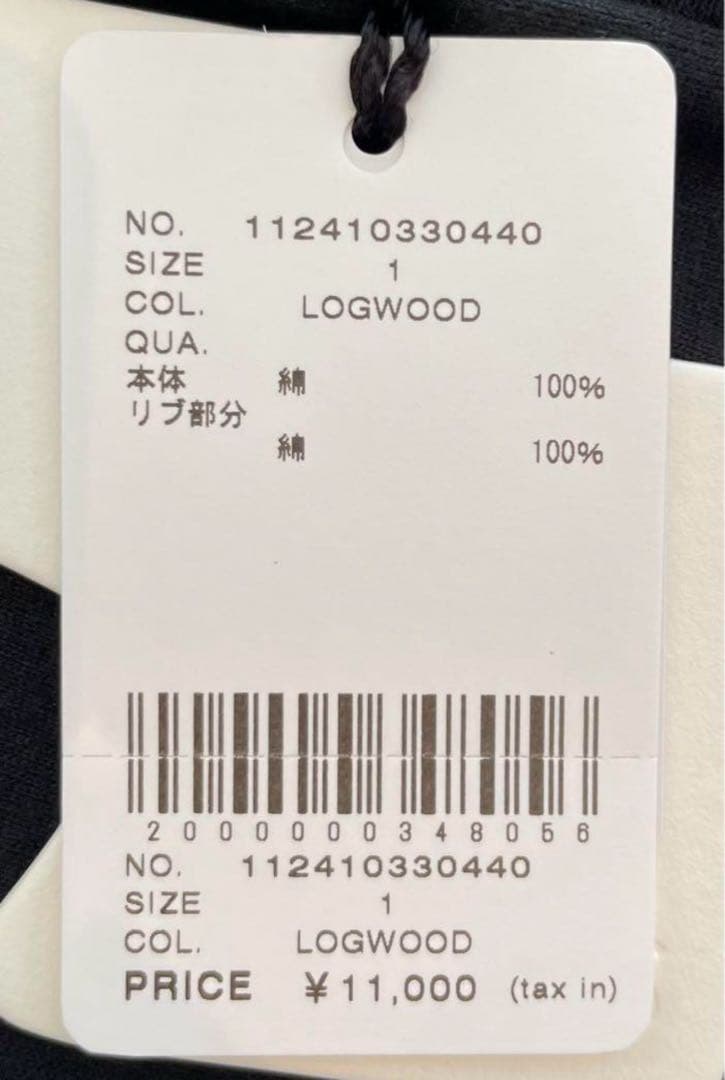 NO. 112410330440
SIZE 1
COL. LOGWOOD
QUA.
本体 綿 100%
リブ部分
綿 100%
2000000348056
NO. 112410330440
SIZE 1
COL. LOGWOOD
PRICE ¥11,000 (tax in)